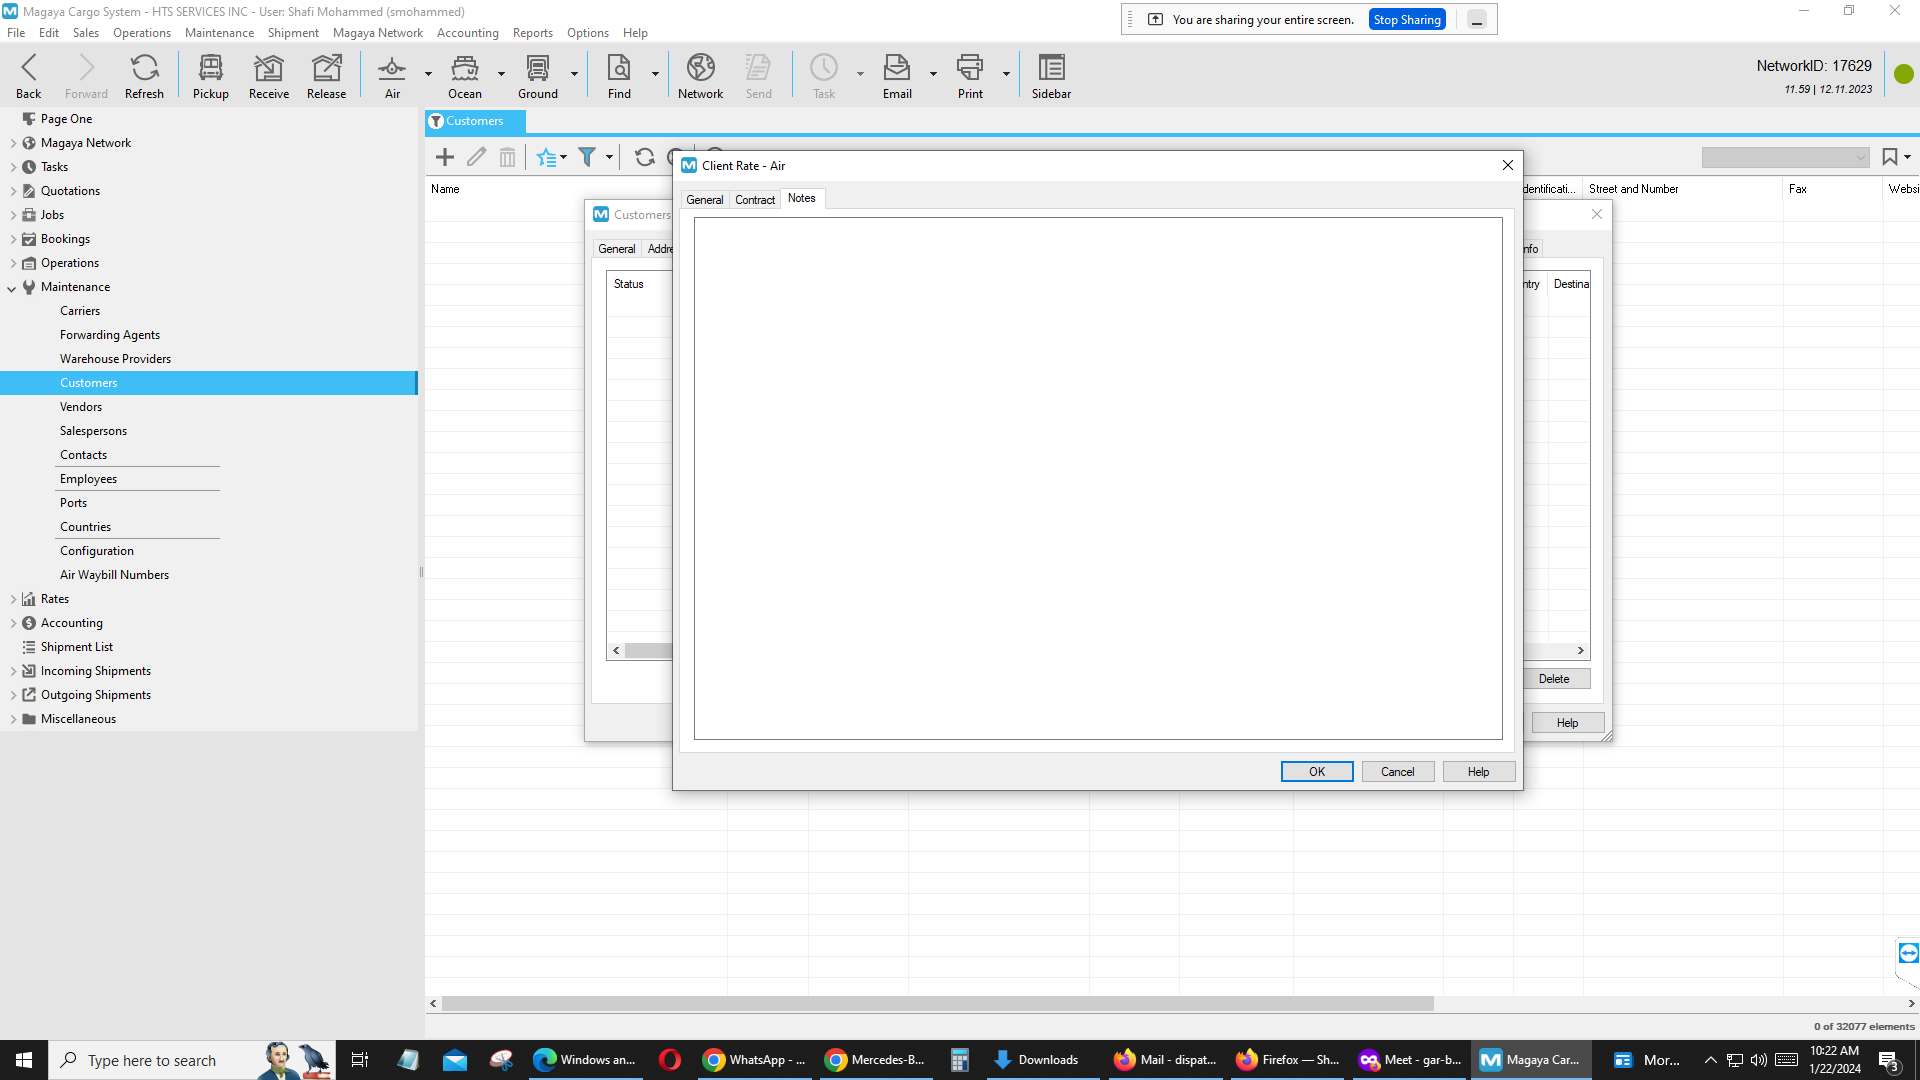 Magaya Cargo System - HTS SERVICES INC - User: Shafi Mohammed (smohammed)
You are sharing your entire screen.
Stop Sharing
File Edit Sales Operations Maintenance Shipment Magaya Network Accounting Reports Options Help
Back Forward Refresh Pickup Receive Release Air Ocean Ground Find Network Send Task Email Print Sidebar
NetworkID: 17629
11.59 | 12.11.2023
Page One
Magaya Network
Tasks
Quotations
Jobs
Bookings
Operations
Maintenance
Carriers
Forwarding Agents
Warehouse Providers
Customers
Vendors
Salespersons
Contacts
Employees
Ports
Countries
Configuration
Air Waybill Numbers
Rates
Accounting
Shipment List
Incoming Shipments
Outgoing Shipments
Miscellaneous
Customers
Name
dentificati... Street and Number Fax Websi
Customers
General Addre
nfo
Status
ntry Destina
Delete
Help
Client Rate - Air
General Contract Notes
OK Cancel Help
0 of 32077 elements
Type here to search
Windows an...
WhatsApp - ...
Mercedes-B...
Downloads
Mail - dispat...
Firefox — Sh...
Meet - gar-b...
Magaya Car...
Mor...
10:22 AM
1/22/2024
3